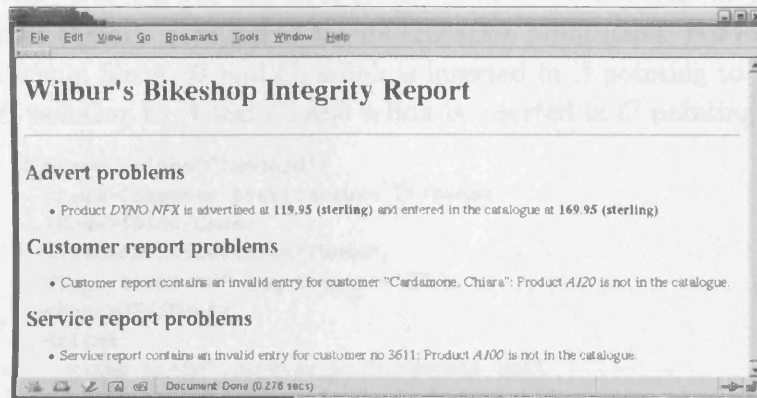 File Edit View Go Bookmarks Tools Window Help
Wilbur's Bikeshop Integrity Report
Advert problems
• Product DYNO NFX is advertised at 119.95 (sterling) and entered in the catalogue at 169.95 (sterling)
Customer report problems
• Customer report contains an invalid entry for customer "Cardamone, Chiara": Product A120 is not in the catalogue.
Service report problems
• Service report contains an invalid entry for customer no 3611: Product A100 is not in the catalogue.
Document: Done (0.276 secs)